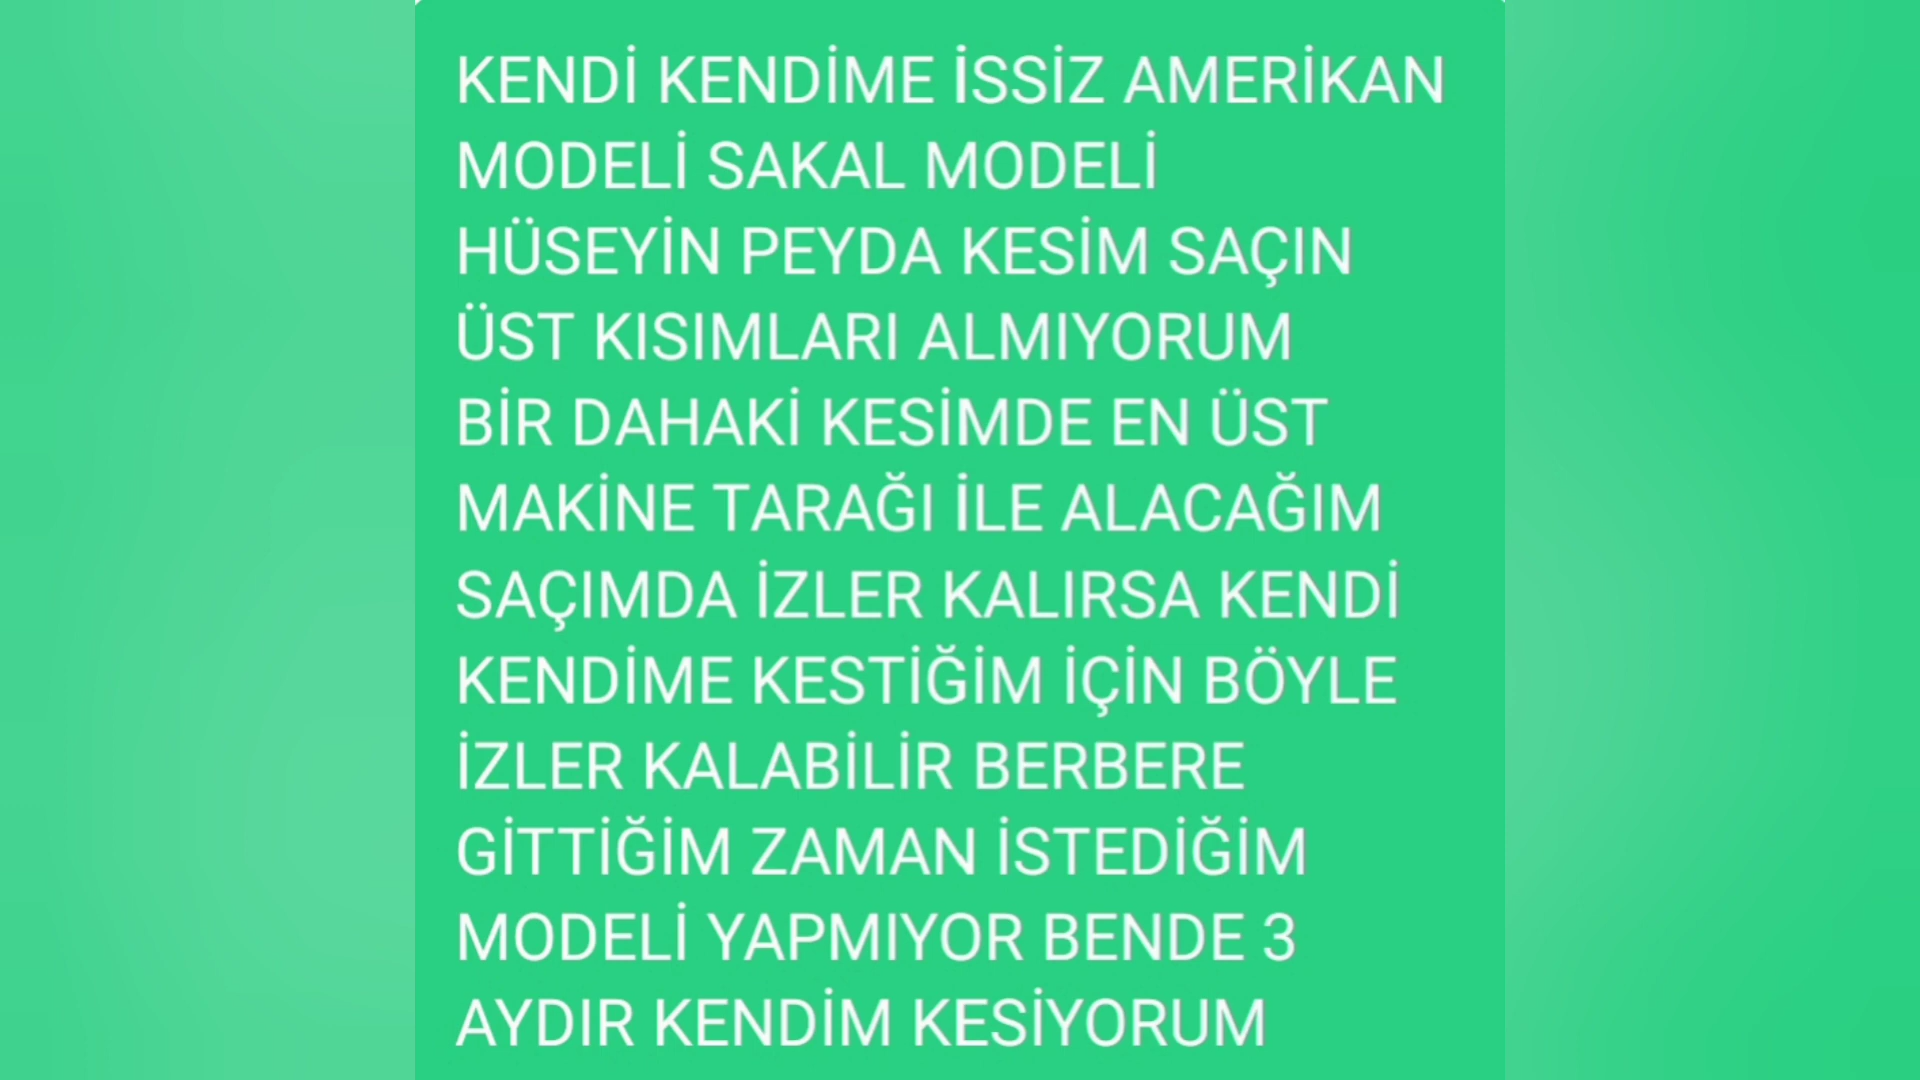 KENDİ KENDİME İSSİZ AMERİKAN
MODELİ SAKAL MODELİ
HÜSEYİN PEYDA KESİM SAÇIN
ÜST KISIMLARI ALMIYORUM
BİR DAHAKİ KESİMDE EN ÜST
MAKİNE TARAĞI İLE ALACAĞIM
SAÇIMDA İZLER KALIRSA KENDİ
KENDİME KESTİĞİM İÇİN BÖYLE
İZLER KALABİLİR BERBERE
GİTTİĞİM ZAMAN İSTEDİĞİM
MODELİ YAPMIYOR BENDE 3
AYDIR KENDİM KESİYORUM